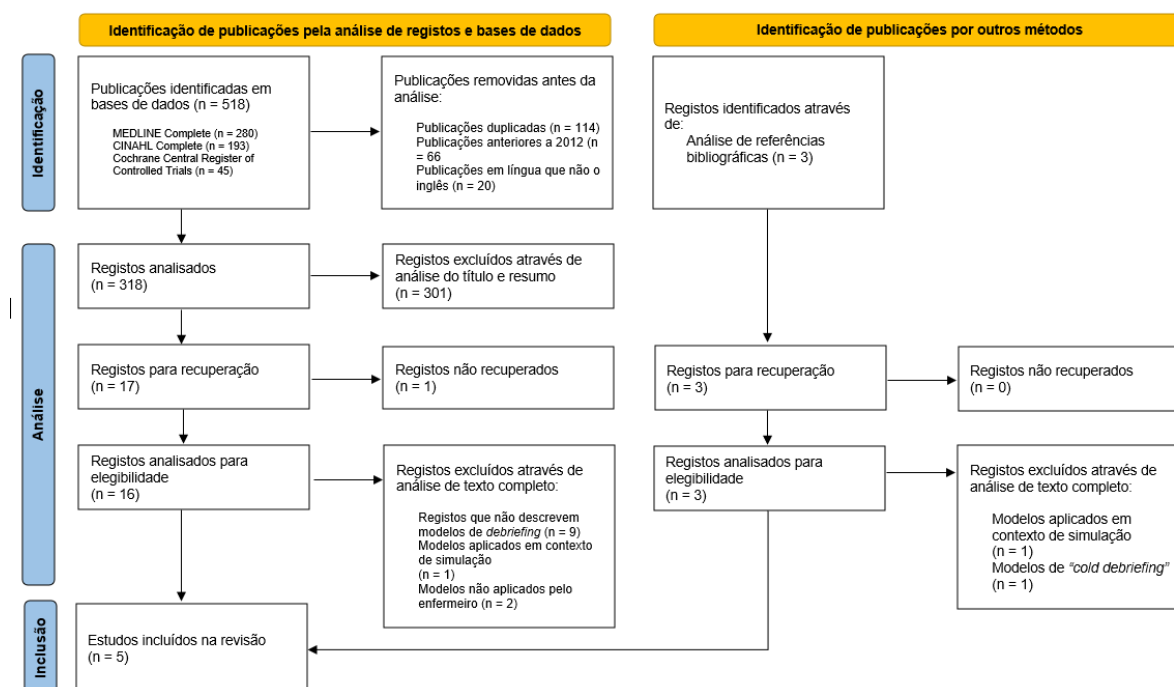 Identificação de publicações pela análise de registos e bases de dados
Identificação de publicações por outros métodos
Identificação
Publicações identificadas em
bases de dados (n = 518)
MEDLINE Complete (n = 280)
CINAHL Complete (n = 193)
Cochrane Central Register of
Controlled Trials (n = 45)
Publicações removidas antes da
análise:
Publicações duplicadas (n = 114)
Publicações anteriores a 2012 (n
= 66
Publicações em língua que não o
inglês (n = 20)
Registos identificados através
de:
Análise de referências
bibliográficas (n = 3)
Análise
Registos analisados
(n = 318)
Registos excluídos através de
análise do título e resumo
(n = 301)
Registos para recuperação
(n = 17)
Registos não recuperados
(n = 1)
Registos para recuperação
(n = 3)
Registos não recuperados
(n = 0)
Registos analisados para
elegibilidade
(n = 16)
Registos excluídos através de
análise de texto completo:
Registos que não descrevem
modelos de debriefing (n = 9)
Modelos aplicados em contexto
de simulação
(n = 1)
Modelos não aplicados pelo
enfermeiro (n = 2)
Registos analisados para
elegibilidade
(n = 3)
Registos excluídos através de
análise de texto completo:
Modelos aplicados em
contexto de simulação
(n = 1)
Modelos de “cold debriefing”
(n = 1)
Inclusão
Estudos incluídos na revisão
(n = 5)